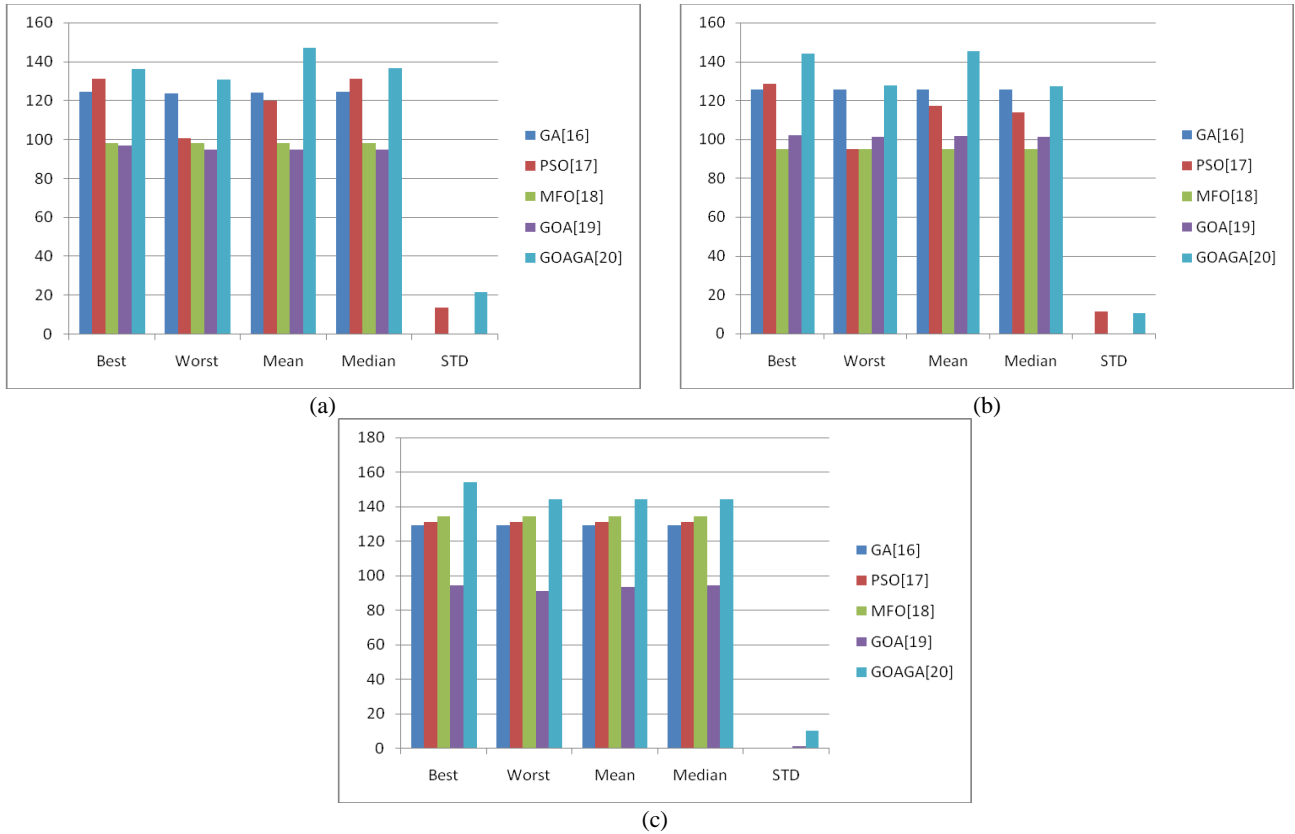 160
140
120
100
80
60
40
20
0
Best Worst Mean Median STD
GA[16]
PSO[17]
MFO[18]
GOA[19]
GOAGA[20]
(a)
160
140
120
100
80
60
40
20
0
Best Worst Mean Median STD
GA[16]
PSO[17]
MFO[18]
GOA[19]
GOAGA[20]
(b)
180
160
140
120
100
80
60
40
20
0
Best Worst Mean Median STD
GA[16]
PSO[17]
MFO[18]
GOA[19]
GOAGA[20]
(c)